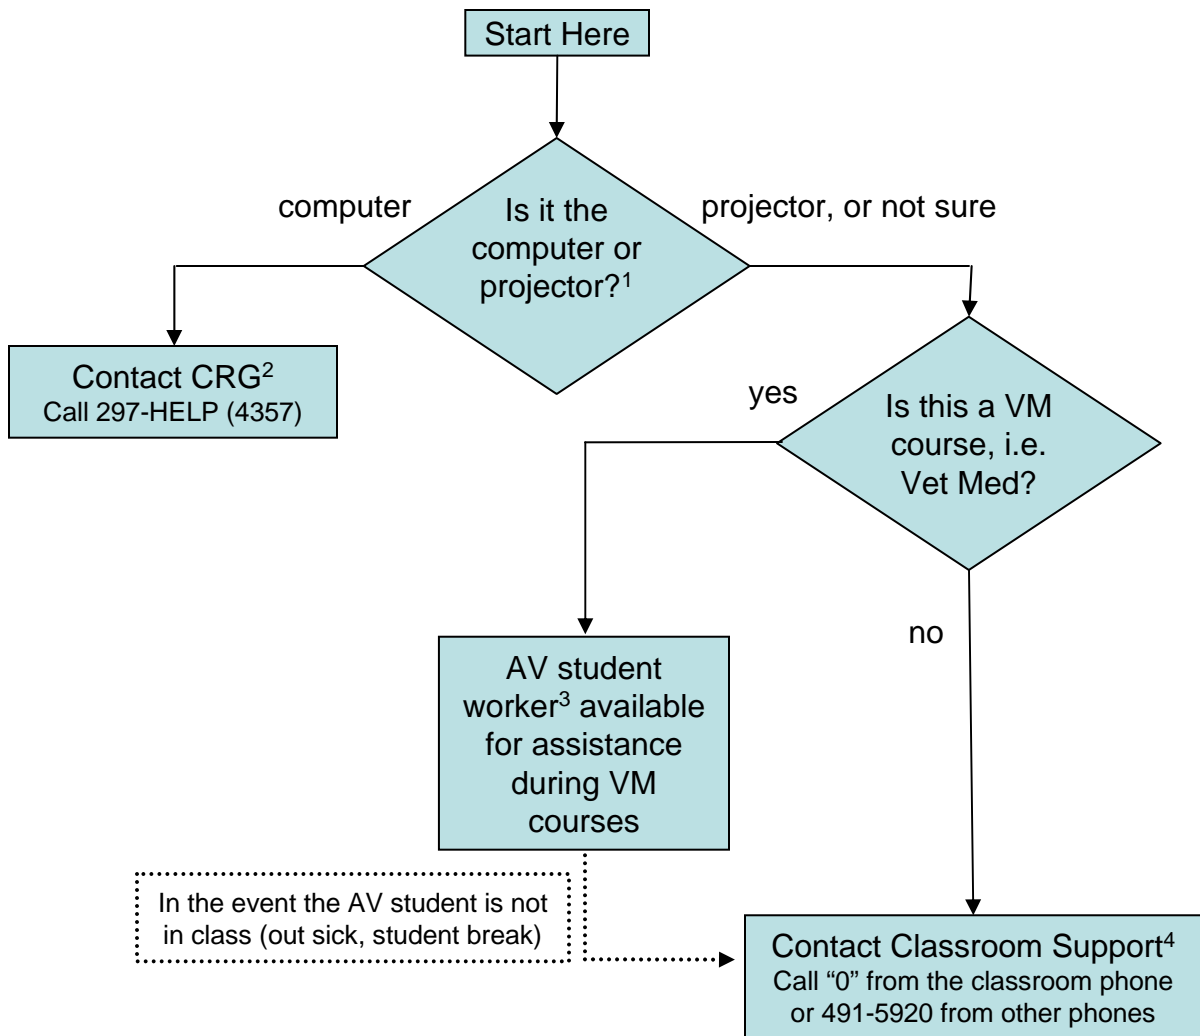 Start Here
computer
Is it the
computer or
projector?¹
projector, or not sure
Contact CRG²
Call 297-HELP (4357)
yes
Is this a VM
course, i.e.
Vet Med?
no
AV student
worker³ available
for assistance
during VM
courses
In the event the AV student is not
in class (out sick, student break)
Contact Classroom Support⁴
Call “0” from the classroom phone
or 491-5920 from other phones